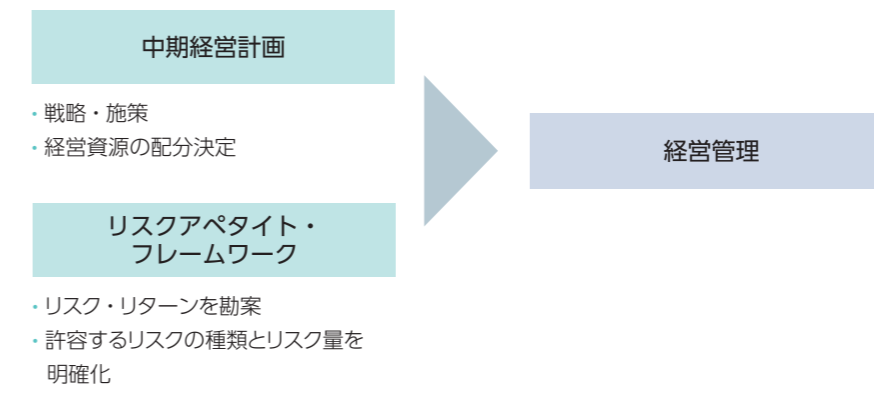 中期経営計画
・戦略・施策
・経営資源の配分決定
リスクアペタイト・
フレームワーク
・リスク・リターンを勘案
・許容するリスクの種類とリスク量を
明確化
経営管理